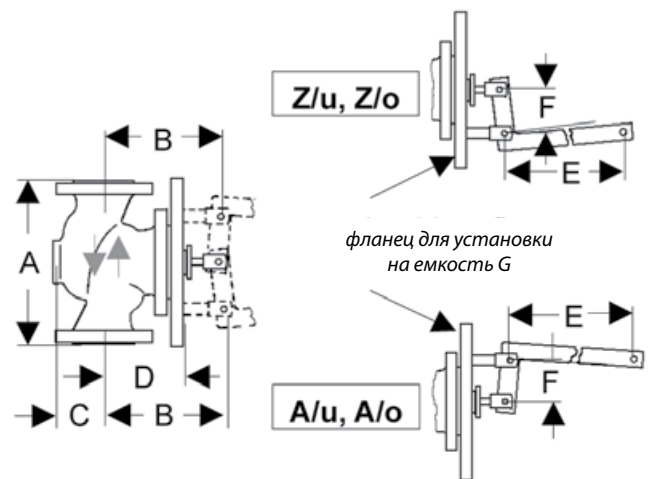 B
Z/u, Z/o
F
E
A
фланец для установки
на емкость G
E
D
F
C
B
A/u, A/o